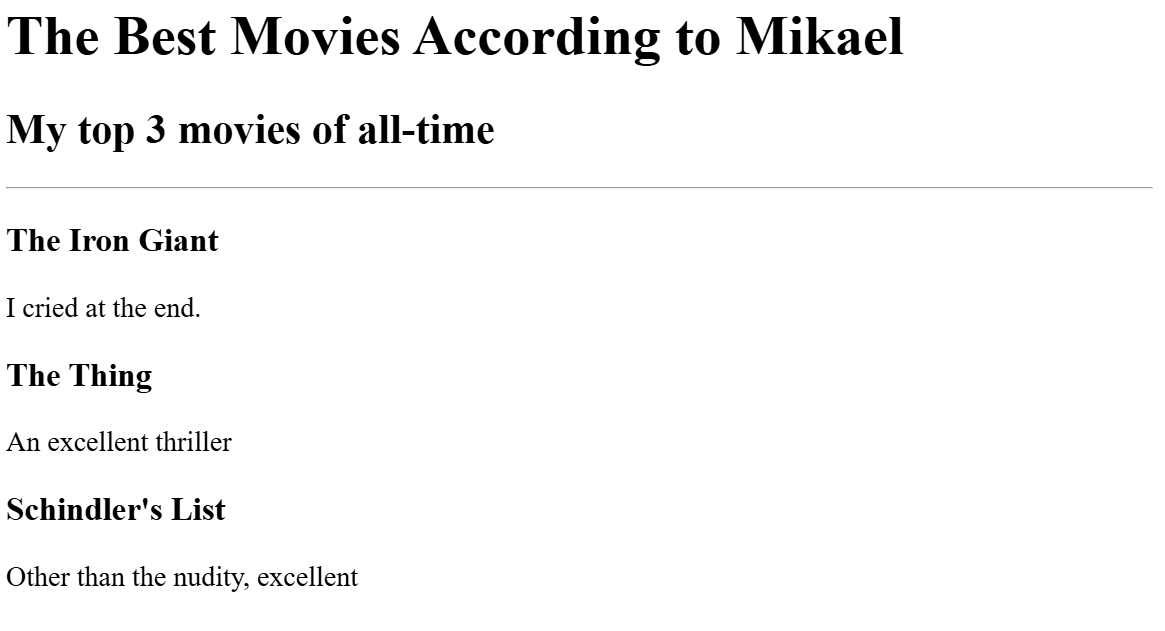 The Best Movies According to Mikael
My top 3 movies of all-time
The Iron Giant
I cried at the end.
The Thing
An excellent thriller
Schindler's List
Other than the nudity, excellent